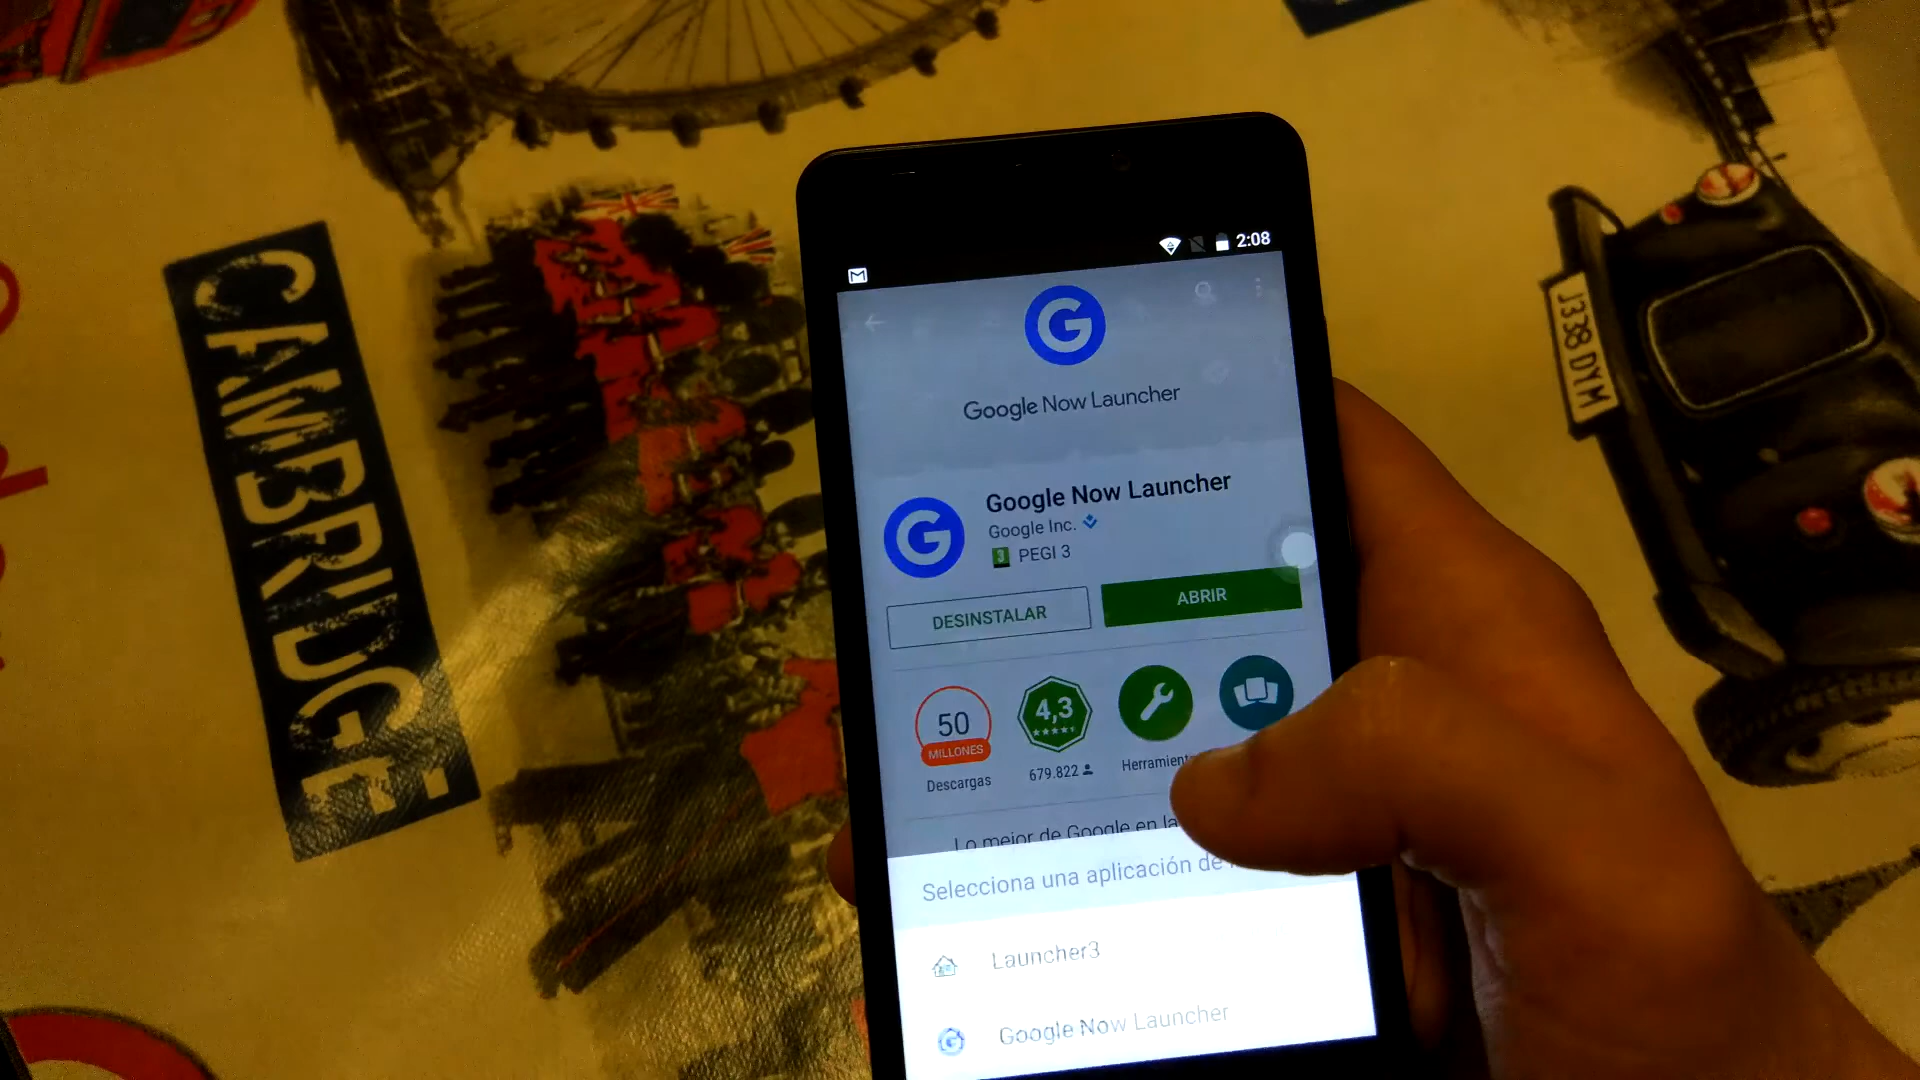 CAMBRIDGE
J338 DYM
2:08
Google Now Launcher
Google Now Launcher
Google Inc.
3 PEGI 3
DESINSTALAR
ABRIR
50
MILLONES
Descargas
4,3
679.822
Lo mejor de Google en la
Selecciona una aplicación de
Launcher3
Google Now Launcher